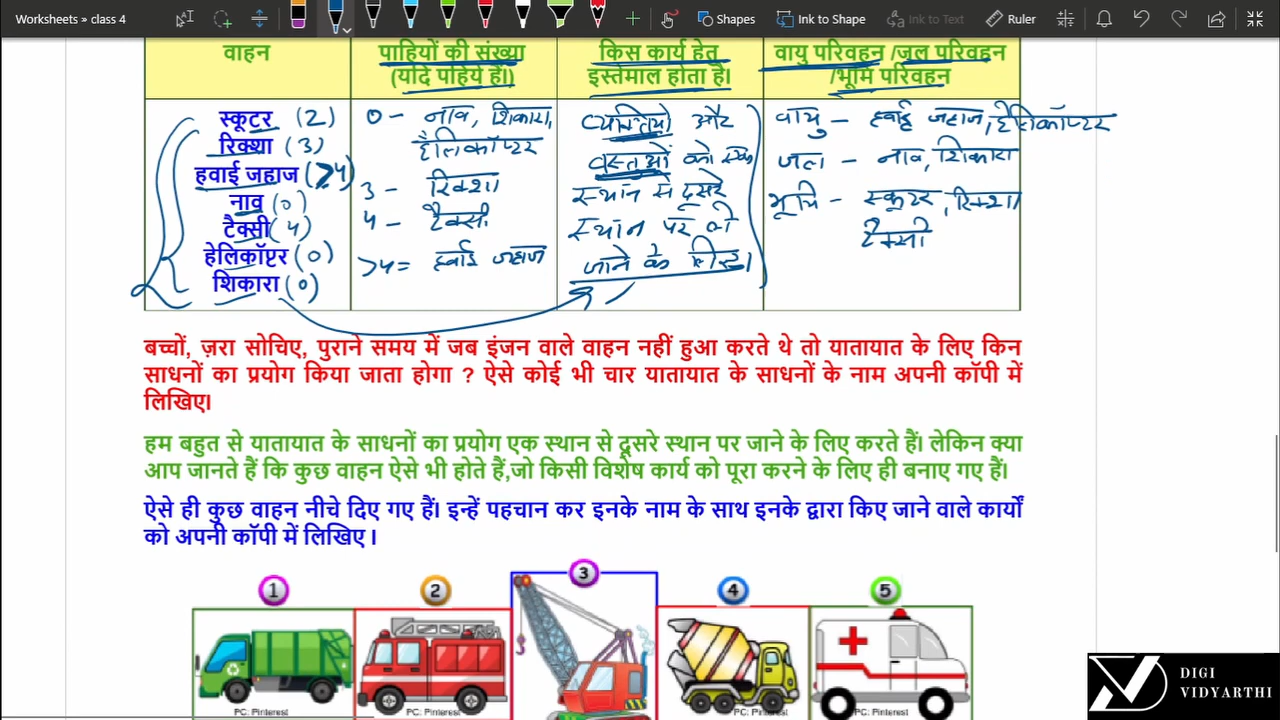 Worksheets » class 4
Shapes
Ink to Shape
Ink to Text
Ruler
वाहन
पाहियों की संख्या
(यदि पहिये हैं।)
किस कार्य हेतु
इस्तेमाल होता है।
वायु परिवहन /जल परिवहन
/भूमि परिवहन
स्कूटर (2)
रिक्शा (3)
हवाई जहाज (>4)
नाव (0)
टैक्सी (4)
हेलिकॉप्टर (0)
शिकारा (0)
0 - नाव, शिकारा,
हैलिकॉप्टर
3 - रिक्शा
4 - टैक्सी
>4 = हवाई जहाज
व्यक्तियों और
वस्तुओं को एक
स्थान से दूसरे
स्थान पर ले
जाने के लिए।
वायु - हवाई जहाज, हेलिकॉप्टर
जल - नाव, शिकारा
भूमि - स्कूटर, रिक्शा
टैक्सी
बच्चों, ज़रा सोचिए, पुराने समय में जब इंजन वाले वाहन नहीं हुआ करते थे तो यातायात के लिए किन
साधनों का प्रयोग किया जाता होगा ? ऐसे कोई भी चार यातायात के साधनों के नाम अपनी कॉपी में
लिखिए।
हम बहुत से यातायात के साधनों का प्रयोग एक स्थान से दूसरे स्थान पर जाने के लिए करते हैं। लेकिन क्या
आप जानते हैं कि कुछ वाहन ऐसे भी होते हैं,जो किसी विशेष कार्य को पूरा करने के लिए ही बनाए गए हैं।
ऐसे ही कुछ वाहन नीचे दिए गए हैं। इन्हें पहचान कर इनके नाम के साथ इनके द्वारा किए जाने वाले कार्यों
को अपनी कॉपी में लिखिए ।
1
2
3
4
5
PC: Pinterest
PC: Pinterest
PC: Pinterest
PC: Pinterest
DIGI
VIDYARTHI